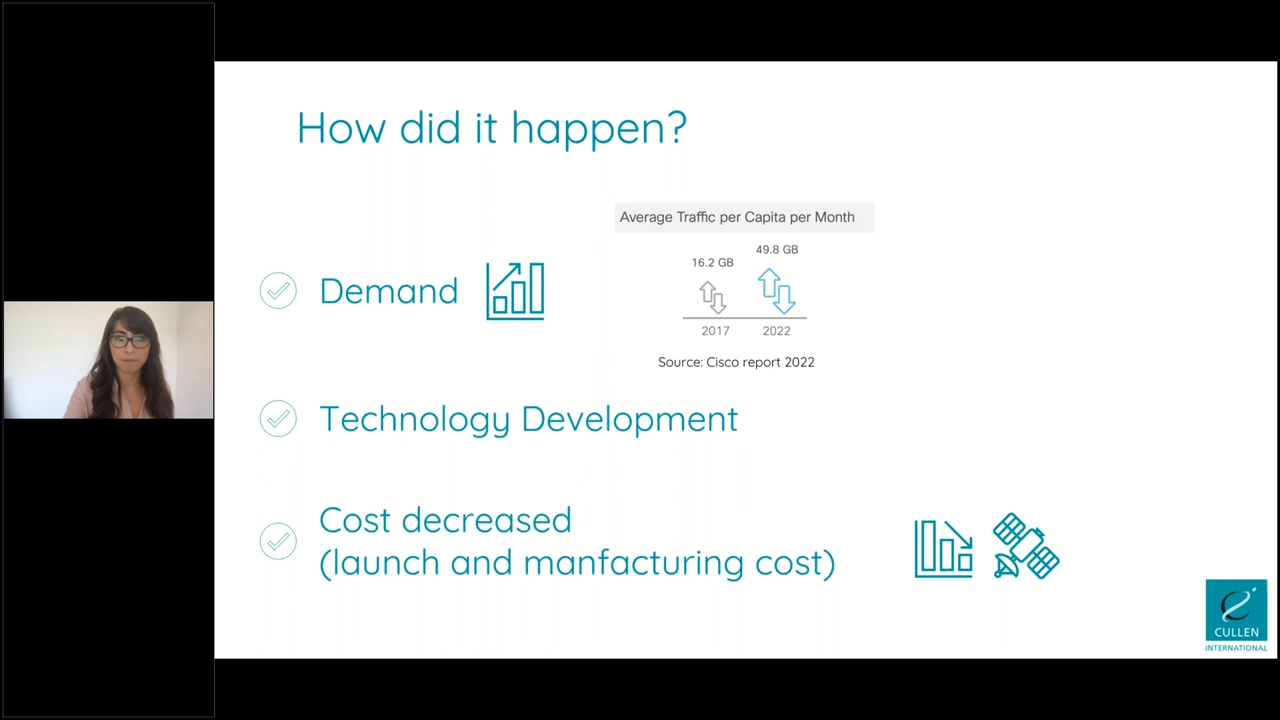 How did it happen?
Average Traffic per Capita per Month
49.8 GB
16.2 GB
Demand
2017 2022
Source: Cisco report 2022
Technology Development
Cost decreased
(launch and manfacturing cost)
CULLEN
INTERNATIONAL